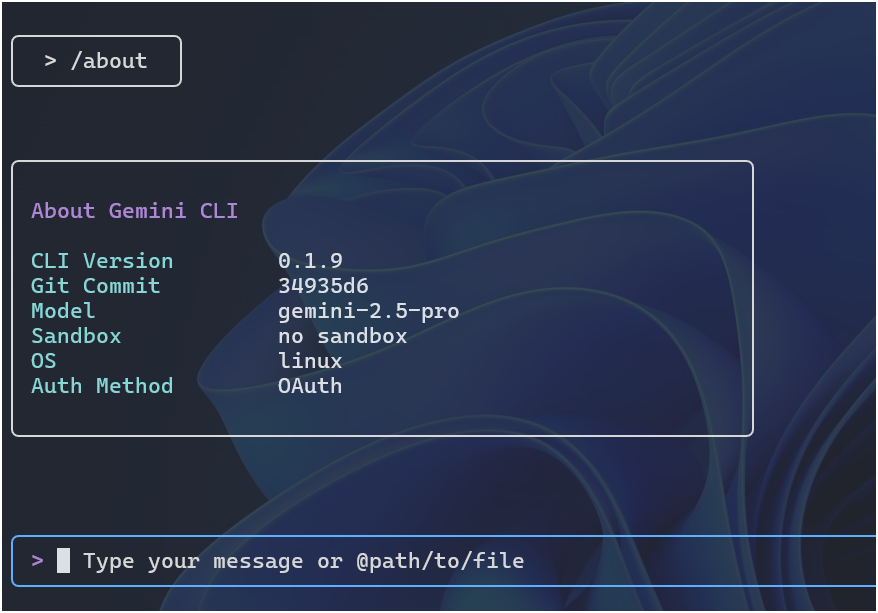 > /about
About Gemini CLI
CLI Version 0.1.9
Git Commit 34935d6
Model gemini-2.5-pro
Sandbox no sandbox
OS linux
Auth Method OAuth
> Type your message or @path/to/file